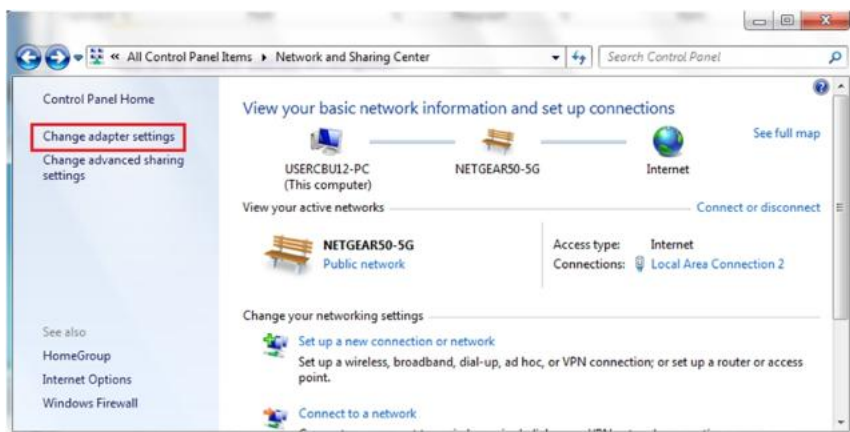 « All Control Panel Items ▸ Network and Sharing Center
Search Control Panel
Control Panel Home
Change adapter settings
Change advanced sharing
settings
See also
HomeGroup
Internet Options
Windows Firewall
View your basic network information and set up connections
See full map
USERCBU12-PC
(This computer)
NETGEAR50-5G
Internet
View your active networks
Connect or disconnect
NETGEAR50-5G
Public network
Access type: Internet
Connections: Local Area Connection 2
Change your networking settings
Set up a new connection or network
Set up a wireless, broadband, dial-up, ad hoc, or VPN connection; or set up a router or access
point.
Connect to a network